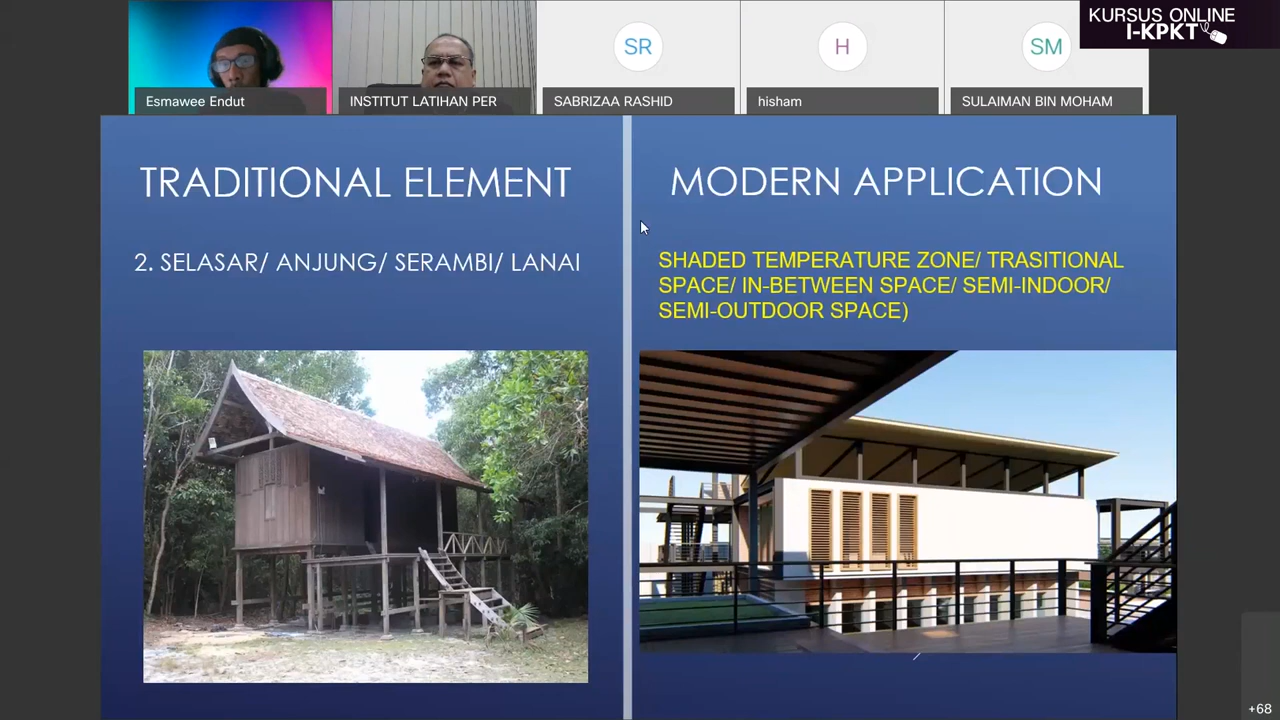 KURSUS ONLINE
I-KPKT
SR
H
SM
Esmawee Endut
INSTITUT LATIHAN PER
SABRIZAA RASHID
hisham
SULAIMAN BIN MOHAM
TRADITIONAL ELEMENT
2. SELASAR/ ANJUNG/ SERAMBI/ LANAI
MODERN APPLICATION
SHADED TEMPERATURE ZONE/ TRASITIONAL
SPACE/ IN-BETWEEN SPACE/ SEMI-INDOOR/
SEMI-OUTDOOR SPACE)
+68